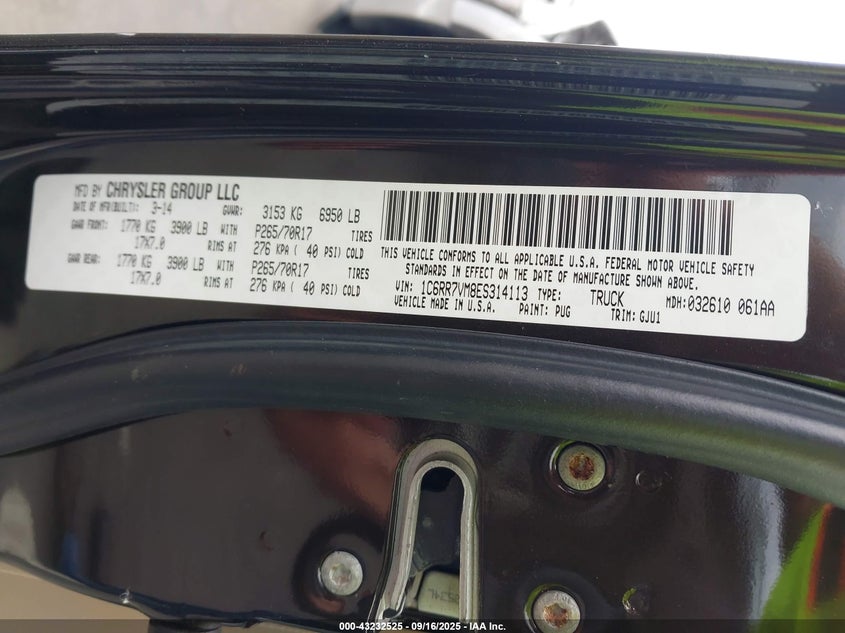 MFD BY CHRYSLER GROUP LLC
DATE OF MFR(BUILT): 3-14 GVWR: 3153 KG 6950 LB
GAWR FRONT: 1770 KG 3900 LB WITH P265/70R17 TIRES
17X7.0 RIMS AT 276 KPA ( 40 PSI) COLD
GAWR REAR: 1770 KG 3900 LB WITH P265/70R17 TIRES
17X7.0 RIMS AT 276 KPA ( 40 PSI) COLD
THIS VEHICLE CONFORMS TO ALL APPLICABLE U.S.A. FEDERAL MOTOR VEHICLE SAFETY
STANDARDS IN EFFECT ON THE DATE OF MANUFACTURE SHOWN ABOVE.
VIN: 1C6RR7VM8ES314113 TYPE: TRUCK MDH: 032610 061AA
VEHICLE MADE IN U.S.A. PAINT: PUG TRIM: GJU1
000-43232525 - 09/16/2025 - IAA Inc.